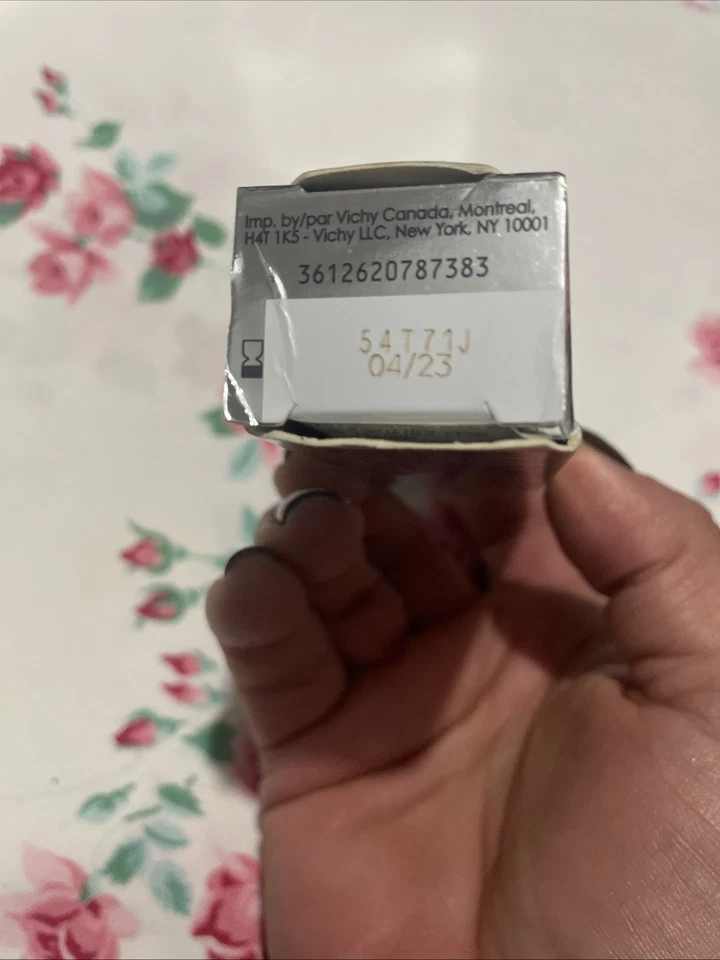 Imp. by/par Vichy Canada, Montreal,
H4T 1K5 - Vichy LLC, New York, NY 10001
3612620787383
54T71J
04/23